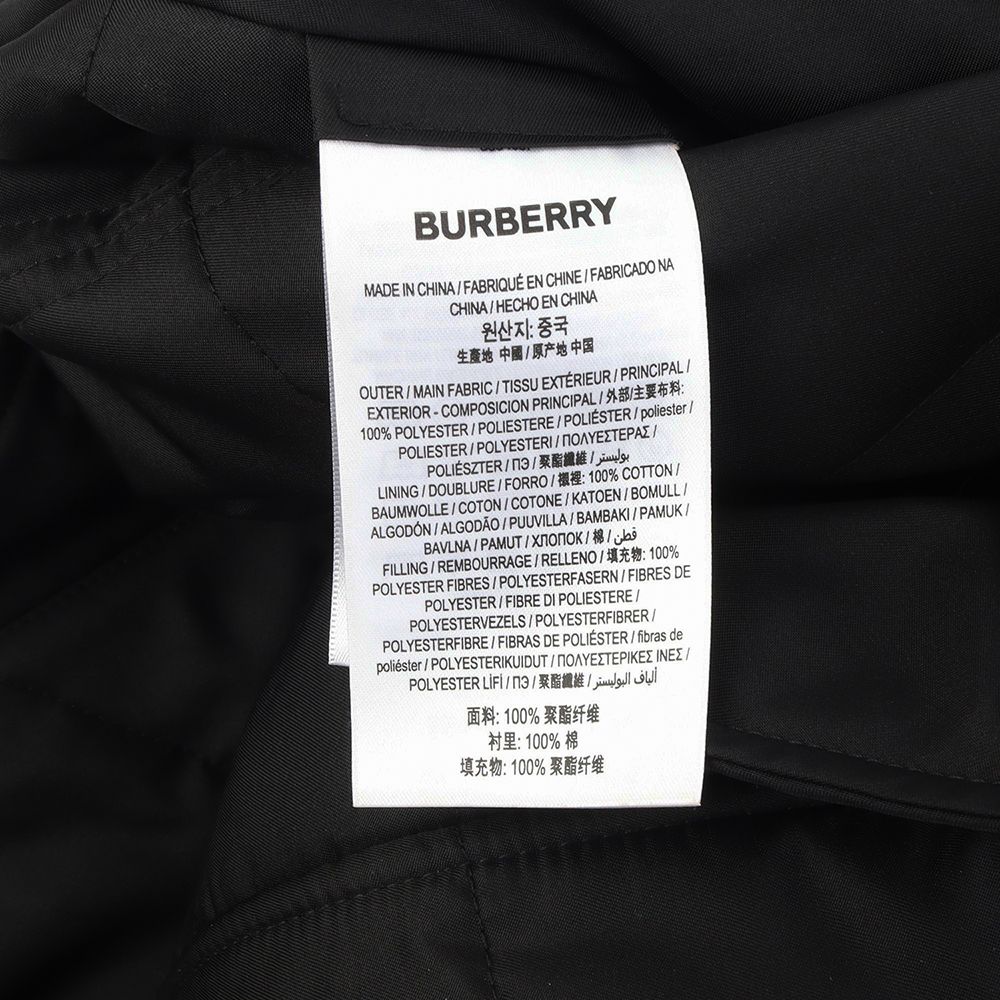 BURBERRY
MADE IN CHINA / FABRIQUÉ EN CHINE / FABRICADO NA
CHINA / HECHO EN CHINA
원산지: 중국
生產地 中國 / 原产地 中国
OUTER / MAIN FABRIC / TISSU EXTÉRIEUR / PRINCIPAL /
EXTERIOR - COMPOSICION PRINCIPAL / 外部/主要布料:
100% POLYESTER / POLIESTERE / POLIÉSTER / poliester /
POLIESTER / POLYESTERI / ΠΟΛΥΕΣΤΕΡΑΣ /
POLIÉSZTER / ПЭ / 聚酯纖維 / بوليستر
LINING / DOUBLURE / FORRO / 襯裡: 100% COTTON /
BAUMWOLLE / COTON / COTONE / KATOEN / BOMULL /
ALGODÓN / ALGODÃO / PUUVILLA / BAMBAKI / PAMUK /
BAVLNA / PAMUT / ХЛОПОК / 棉 / قطن
FILLING / REMBOURRAGE / RELLENO / 填充物: 100%
POLYESTER FIBRES / POLYESTERFASERN / FIBRES DE
POLYESTER / FIBRE DI POLIESTERE /
POLYESTERVEZELS / POLYESTERFIBRER /
POLYESTERFIBRE / FIBRAS DE POLIÉSTER / fibras de
poliéster / POLYESTERIKUIDUT / ΠΟΛΥΕΣΤΕΡΙΚΕΣ ΙΝΕΣ /
POLYESTER LİFİ / ПЭ / 聚酯纖維 / ألياف البوليستر
面料: 100% 聚酯纤维
衬里: 100% 棉
填充物: 100% 聚酯纤维